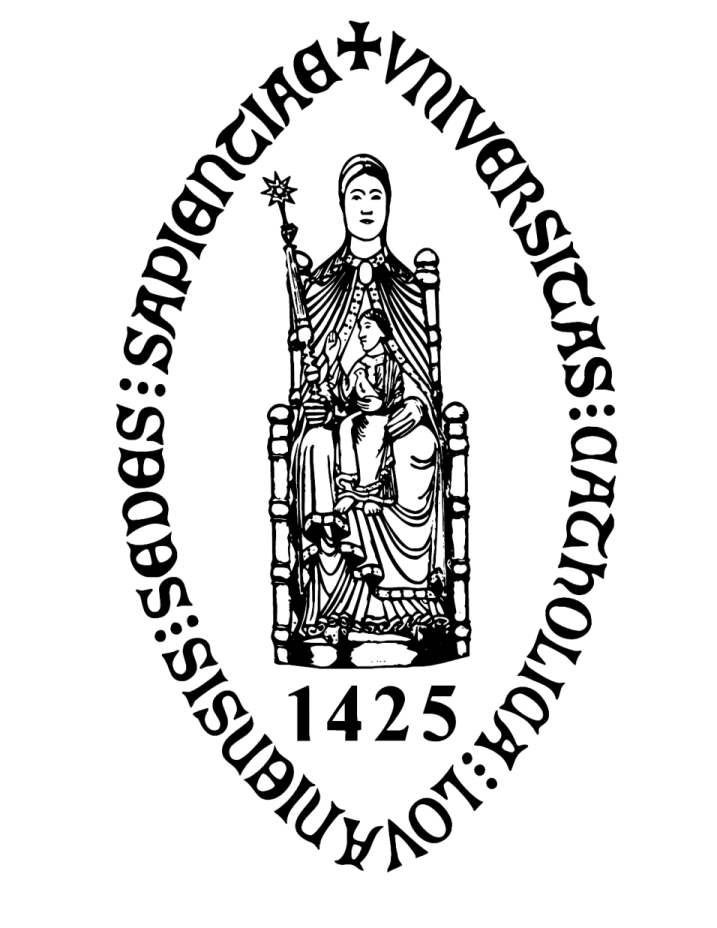 VNIVERSITAS ⁝ CATHOLICA ⁝ LOVANIENSIS ⁝ SEDES ⁝ SAPIENTIAE
1425